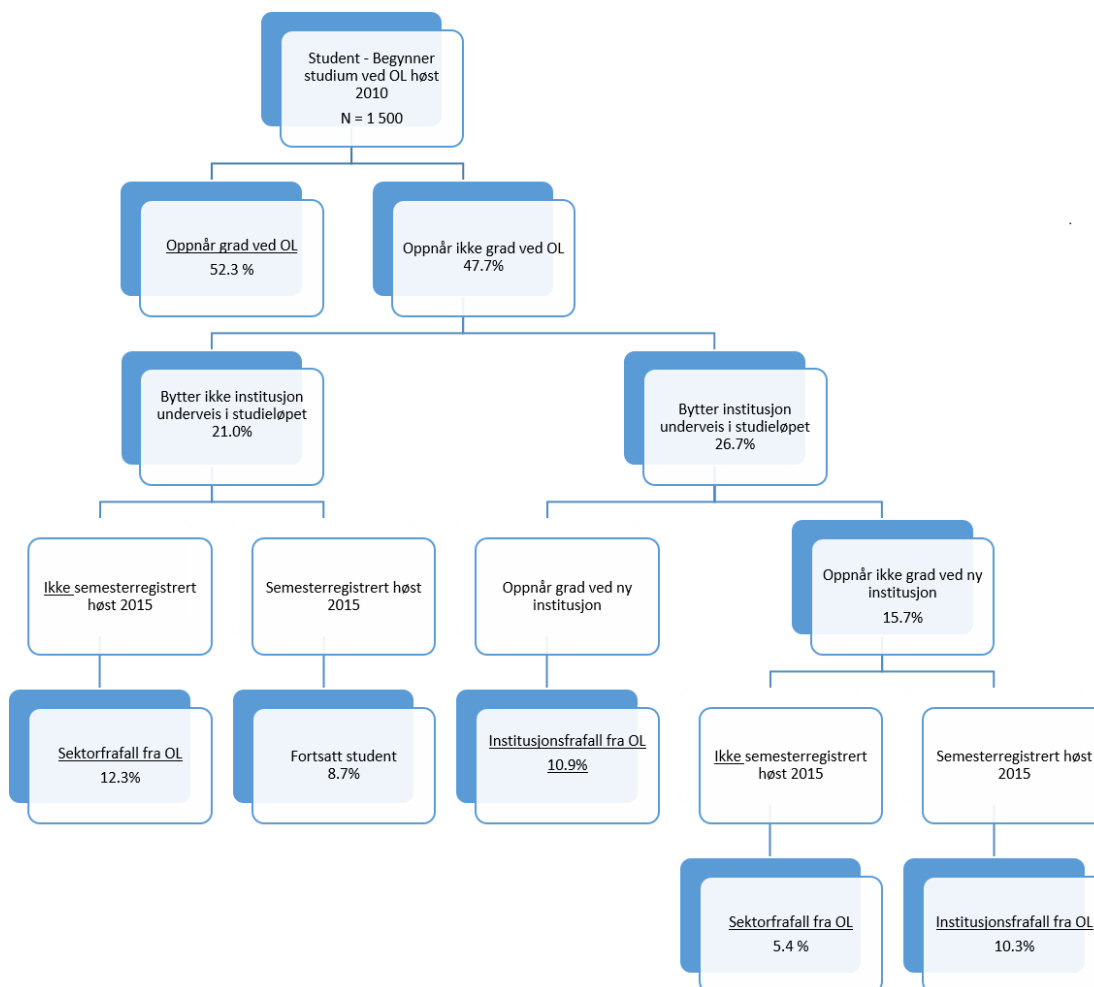 Student - Begynner
studium ved OL høst
2010
N = 1 500
Oppnår grad ved OL
52.3 %
Oppnår ikke grad ved OL
47.7%
Bytter ikke institusjon
underveis i studieløpet
21.0%
Bytter institusjon
underveis i studieløpet
26.7%
Ikke semesterregistrert
høst 2015
Semesterregistrert høst
2015
Oppnår grad ved ny
institusjon
Oppnår ikke grad ved ny
institusjon
15.7%
Sektorfrafall fra OL
12.3%
Fortsatt student
8.7%
Institusjonsfrafall fra OL
10.9%
Ikke semesterregistrert
høst 2015
Semesterregistrert høst
2015
Sektorfrafall fra OL
5.4 %
Institusjonsfrafall fra OL
10.3%